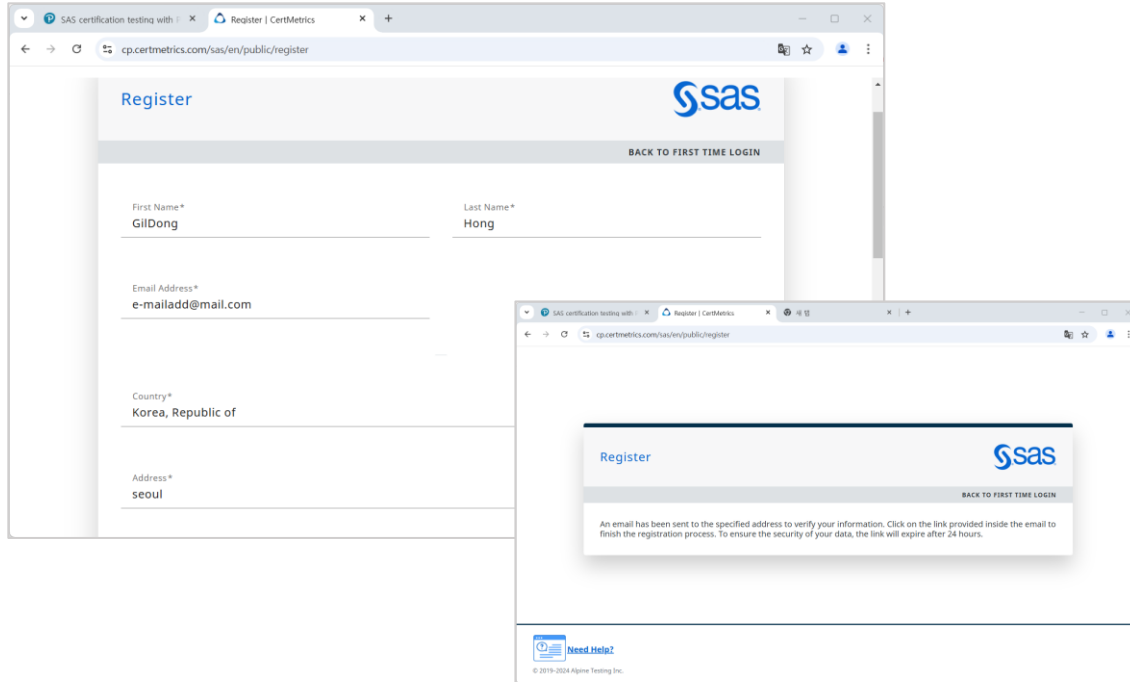 SAS certification testing with
Register | CertMetrics
cp.certmetrics.com/sas/en/public/register
Register
sas
BACK TO FIRST TIME LOGIN
First Name*
GilDong
Last Name*
Hong
Email Address*
e-mailadd@mail.com
Country*
Korea, Republic of
Address*
seoul
SAS certification testing with
Register | CertMetrics
새 탭
cp.certmetrics.com/sas/en/public/register
Register
sas
BACK TO FIRST TIME LOGIN
An email has been sent to the specified address to verify your information. Click on the link provided inside the email to
finish the registration process. To ensure the security of your data, the link will expire after 24 hours.
Need Help?
© 2019-2024 Alpine Testing Inc.